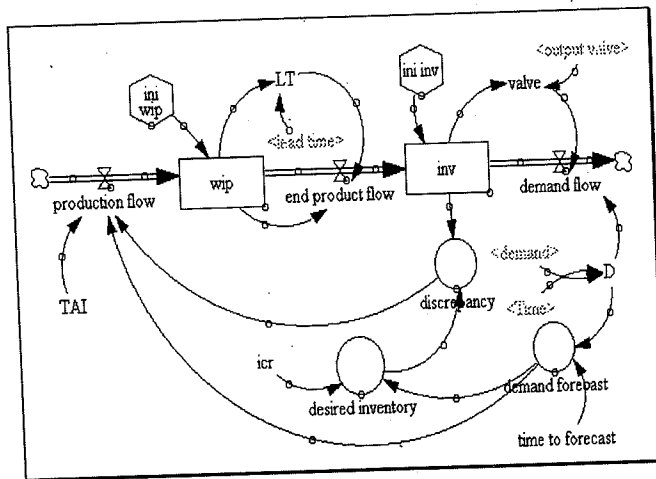 ini
wip
LT
<lead time>
ini inv
valve
<output valve>
wip
inv
production flow
end product flow
demand flow
TAI
discrepancy
<demand>
D
<Time>
icr
desired inventory
demand forecast
time to forecast